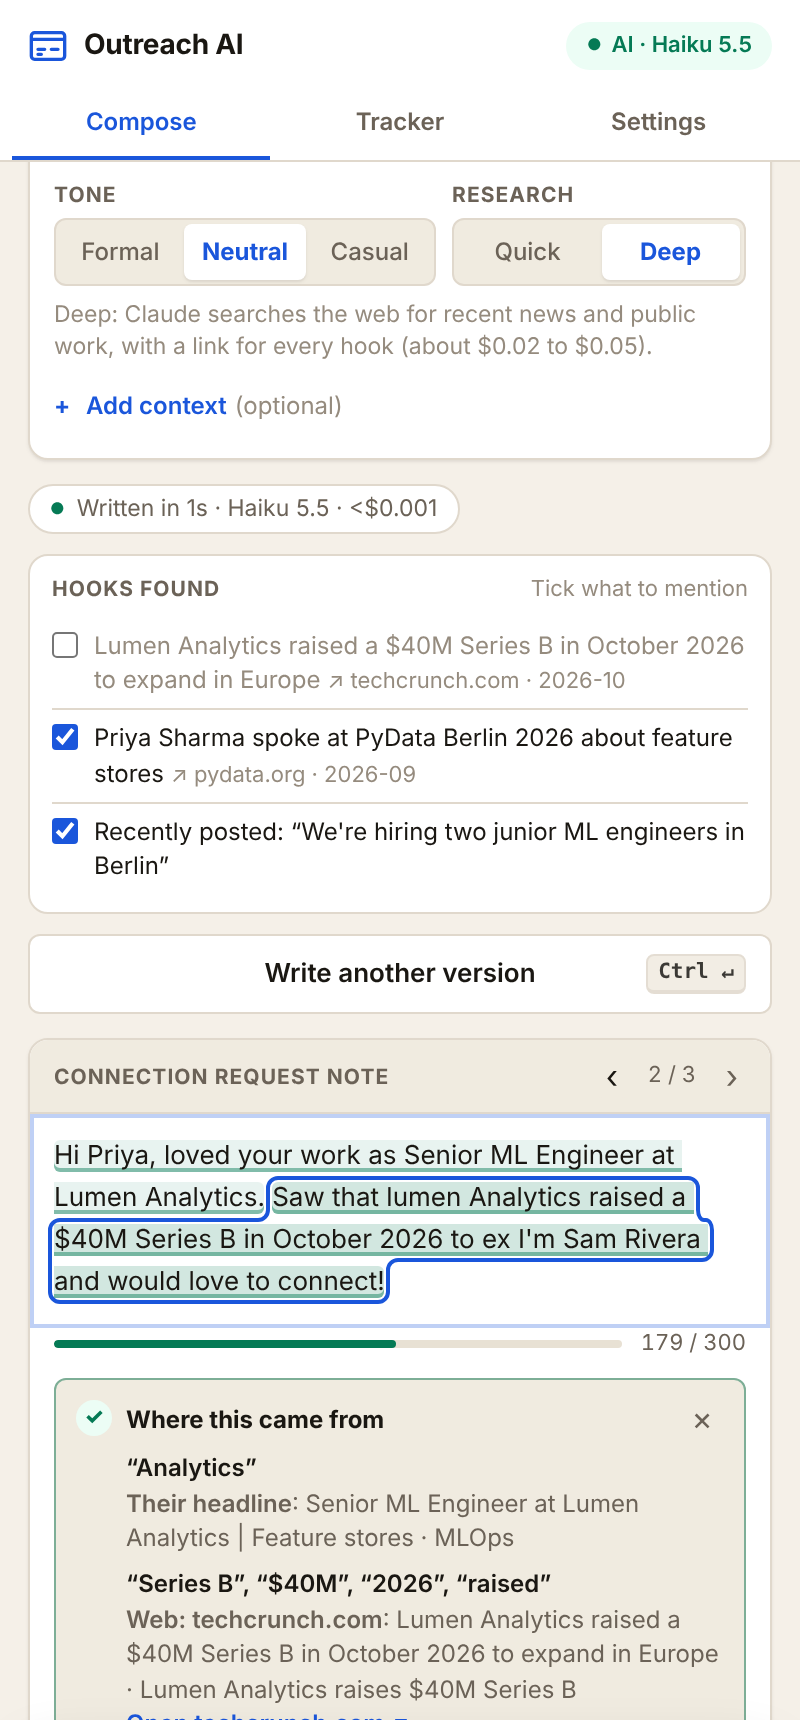 Outreach AI
AI · Haiku 5.5
Compose
Tracker
Settings
TONE
RESEARCH
Formal
Neutral
Casual
Quick
Deep
Deep: Claude searches the web for recent news and public
work, with a link for every hook (about $0.02 to $0.05).
+ Add context (optional)
Written in 1s · Haiku 5.5 · <$0.001
HOOKS FOUND
Tick what to mention
Lumen Analytics raised a $40M Series B in October 2026
to expand in Europe ↗ techcrunch.com · 2026-10
Priya Sharma spoke at PyData Berlin 2026 about feature
stores ↗ pydata.org · 2026-09
Recently posted: “We're hiring two junior ML engineers in
Berlin”
Write another version
Ctrl ↵
CONNECTION REQUEST NOTE
‹ 2 / 3 ›
Hi Priya, loved your work as Senior ML Engineer at
Lumen Analytics. Saw that lumen Analytics raised a
$40M Series B in October 2026 to ex I'm Sam Rivera
and would love to connect!
179 / 300
Where this came from
“Analytics”
Their headline: Senior ML Engineer at Lumen
Analytics | Feature stores · MLOps
“Series B”, “$40M”, “2026”, “raised”
Web: techcrunch.com: Lumen Analytics raised a
$40M Series B in October 2026 to expand in Europe
· Lumen Analytics raises $40M Series B